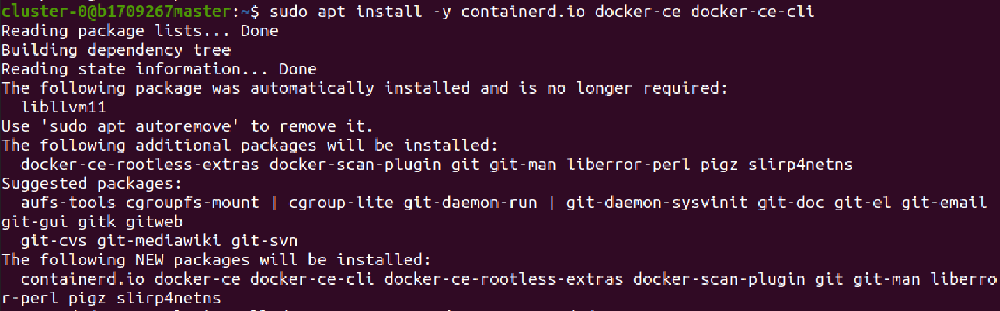 cluster-0@b1709267master:~$ sudo apt install -y containerd.io docker-ce docker-ce-cli
Reading package lists... Done
Building dependency tree
Reading state information... Done
The following package was automatically installed and is no longer required:
  libllvm11
Use 'sudo apt autoremove' to remove it.
The following additional packages will be installed:
  docker-ce-rootless-extras docker-scan-plugin git git-man liberror-perl pigz slirp4netns
Suggested packages:
  aufs-tools cgroupfs-mount | cgroup-lite git-daemon-run | git-daemon-sysvinit git-doc git-el git-email
git-gui gitk gitweb
  git-cvs git-mediawiki git-svn
The following NEW packages will be installed:
  containerd.io docker-ce docker-ce-cli docker-ce-rootless-extras docker-scan-plugin git git-man liberro
r-perl pigz slirp4netns